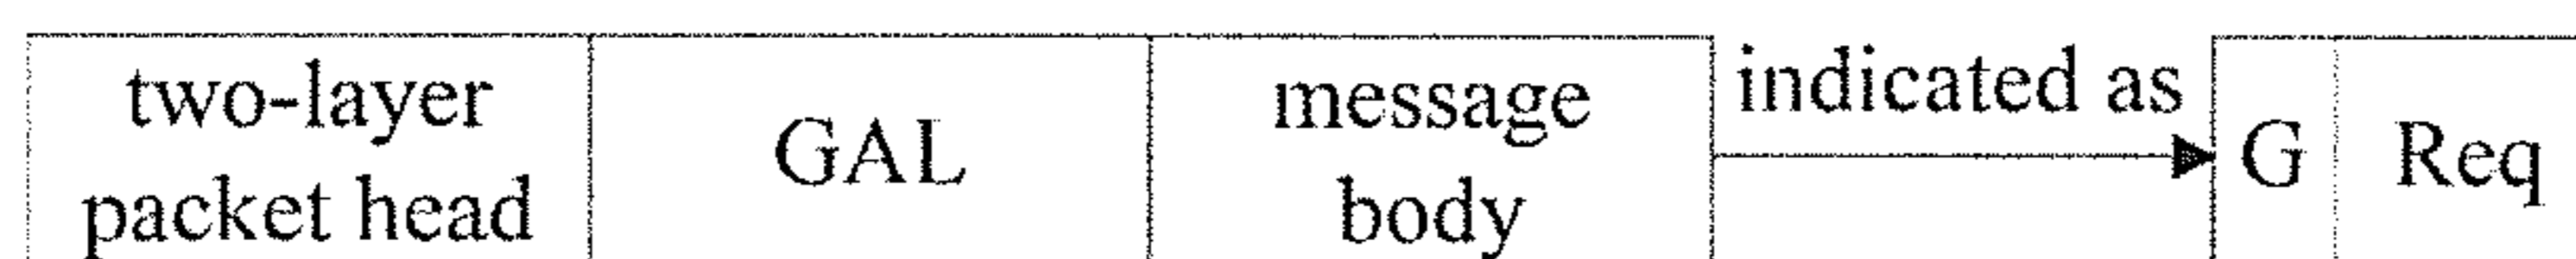 two-layer
packet head
GAL
message
body
indicated as
G
Req